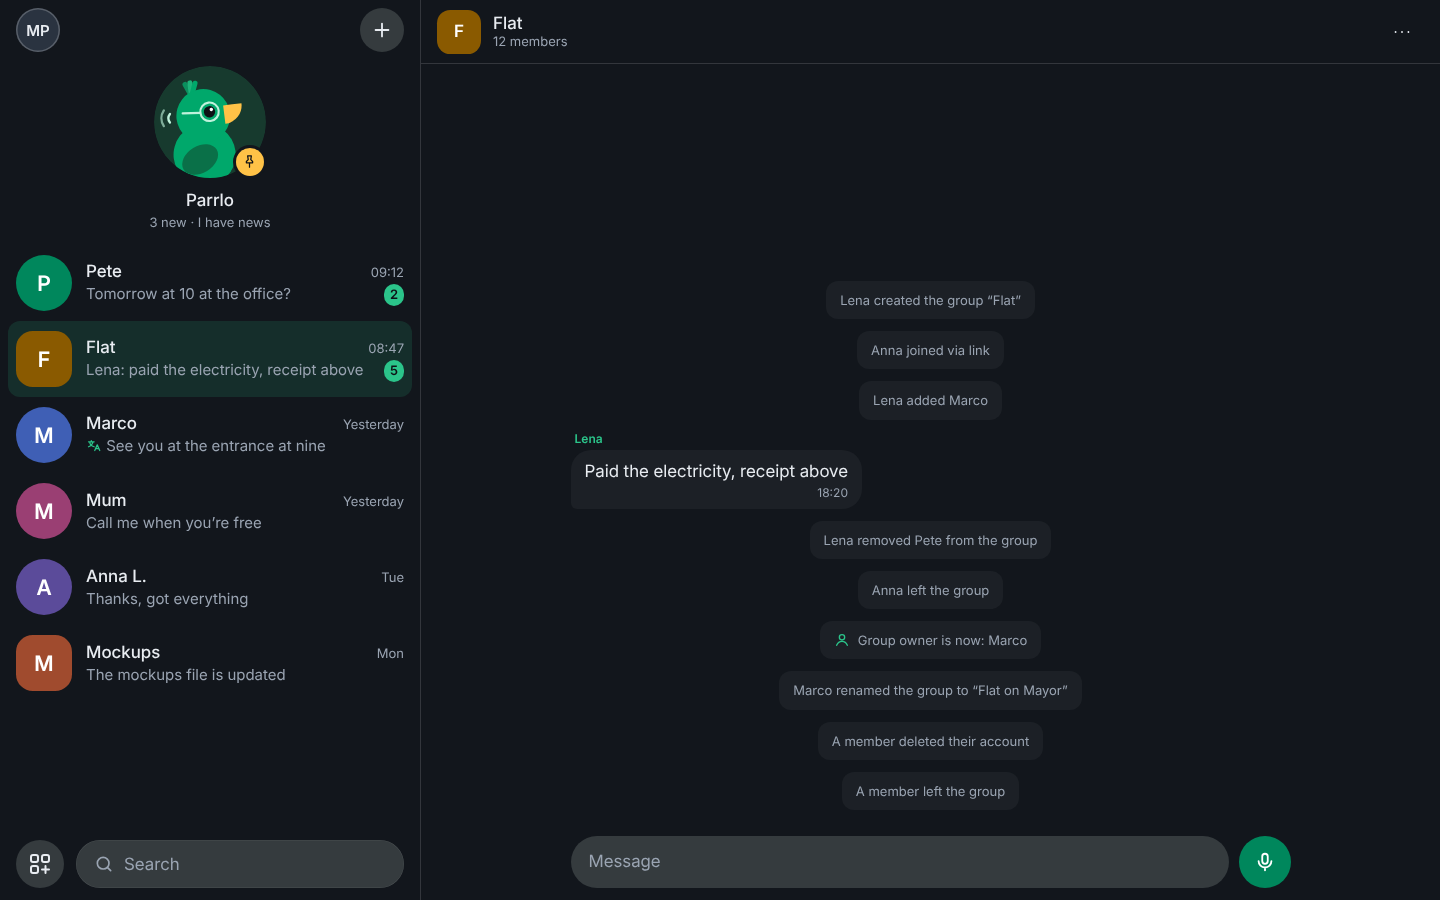 MP
Parrlo
3 new · I have news
P
Pete
09:12
Tomorrow at 10 at the office?
2
F
Flat
08:47
Lena: paid the electricity, receipt above
5
M
Marco
Yesterday
See you at the entrance at nine
M
Mum
Yesterday
Call me when you’re free
A
Anna L.
Tue
Thanks, got everything
M
Mockups
Mon
The mockups file is updated
Search
F
Flat
12 members
Lena created the group “Flat”
Anna joined via link
Lena added Marco
Lena
Paid the electricity, receipt above
18:20
Lena removed Pete from the group
Anna left the group
Group owner is now: Marco
Marco renamed the group to “Flat on Mayor”
A member deleted their account
A member left the group
Message